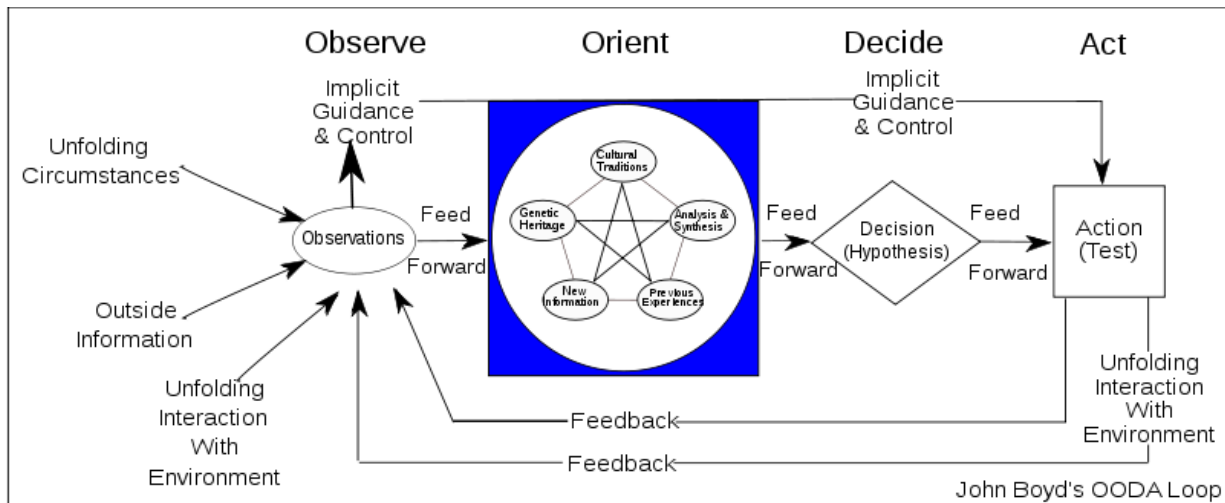 Observe
Orient
Decide
Act
Implicit
Guidance
& Control
Implicit
Guidance
& Control
Unfolding
Circumstances
Observations
Outside
Information
Unfolding
Interaction
With
Environment
Feed
Forward
Cultural
Traditions
Genetic
Heritage
Analysis &
Synthesis
New
Information
Previous
Experiences
Feed
Forward
Decision
(Hypothesis)
Feed
Forward
Action
(Test)
Unfolding
Interaction
With
Environment
Feedback
Feedback
John Boyd's OODA Loop